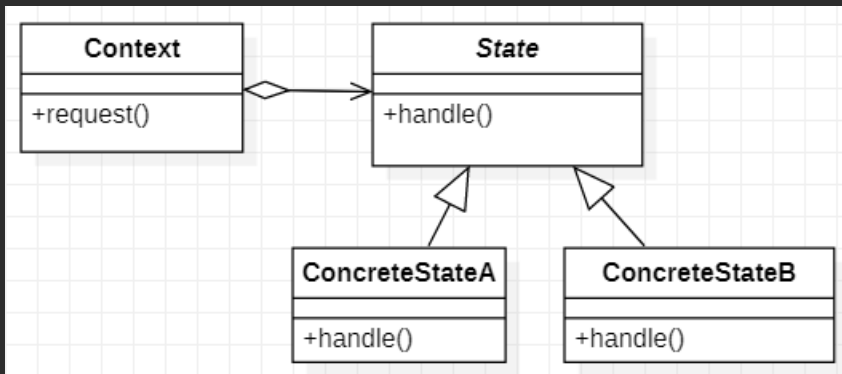 Context
State
+request()
+handle()
ConcreteStateA
ConcreteStateB
+handle()
+handle()